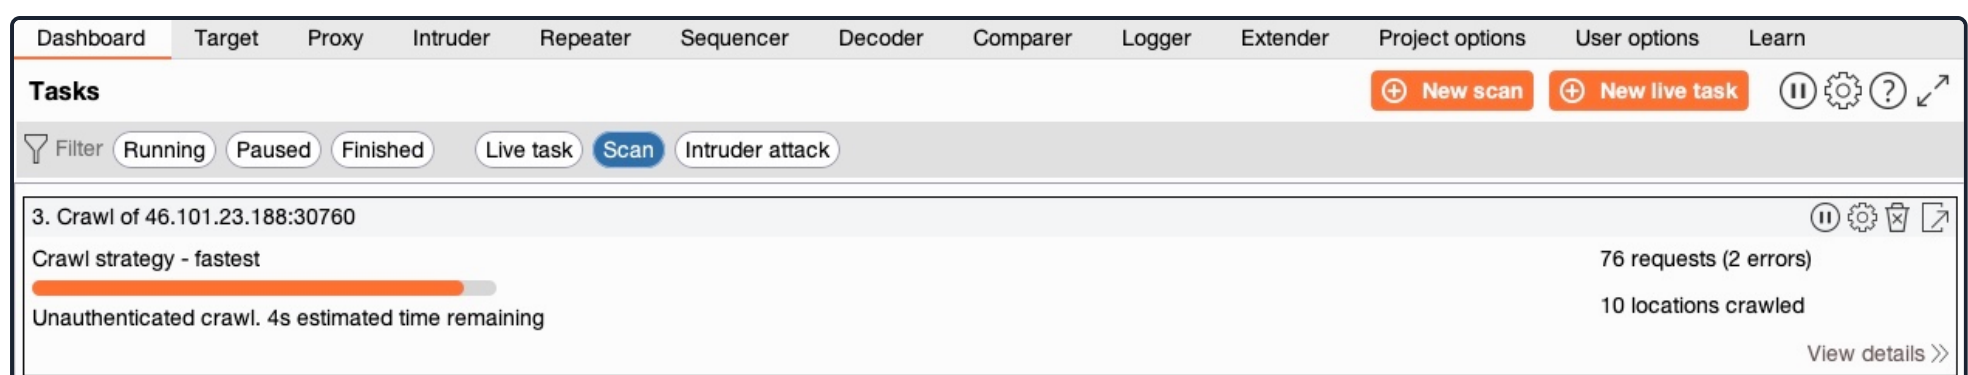 Dashboard Target Proxy Intruder Repeater Sequencer Decoder Comparer Logger Extender Project options User options Learn
Tasks New scan New live task
Filter Running Paused Finished Live task Scan Intruder attack
3. Crawl of 46.101.23.188:30760
Crawl strategy - fastest 76 requests (2 errors)
10 locations crawled
Unauthenticated crawl. 4s estimated time remaining
View details